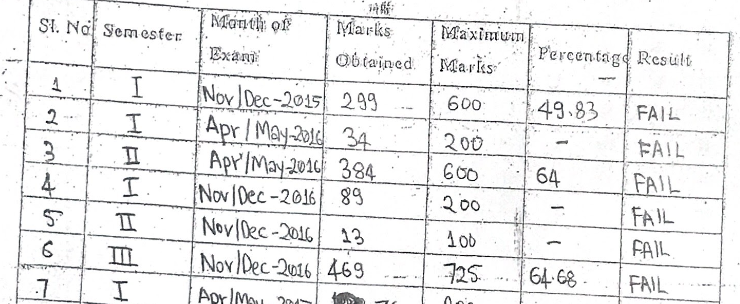 Sl. No Semester Month of Exam Marks Obtained Maximum Marks Percentage Result
1 I Nov/Dec-2015 299 600 49.83 FAIL
2 I Apr/May-2016 34 200 - FAIL
3 II Apr/May-2016 384 600 64 FAIL
4 I Nov/Dec-2016 89 200 - FAIL
5 II Nov/Dec-2016 13 100 - FAIL
6 III Nov/Dec-2016 469 725 64.68 FAIL
7 I Apr/May